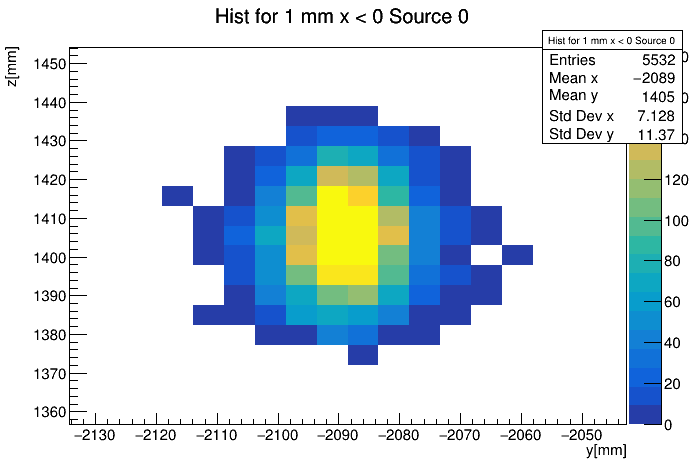 Hist for 1 mm x < 0 Source 0
Hist for 1 mm x < 0 Source 0
Entries 5532
Mean x −2089
Mean y 1405
Std Dev x 7.128
Std Dev y 11.37
z[mm]
1450
1440
1430
1420
1410
1400
1390
1380
1370
1360
−2130 −2120 −2110 −2100 −2090 −2080 −2070 −2060 −2050
y[mm]
120
100
80
60
40
20
0